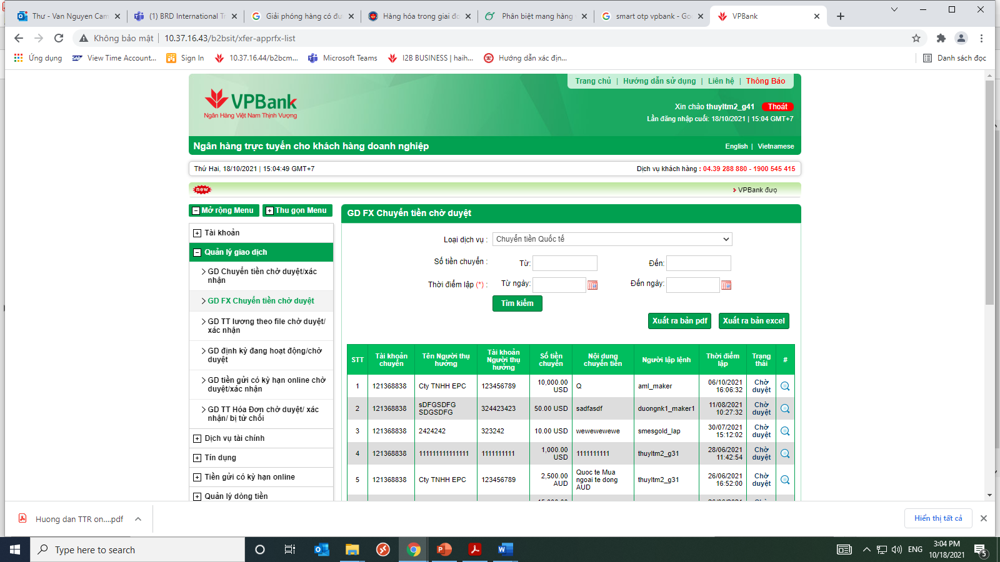 Thư - Van Nguyen Cam
(1) BRD International Tr
Giải phóng hàng có đư
Hàng hóa trong giai đo
Phân biệt mang hàng
smart otp vpbank - Goo
VPBank
Không bảo mật | 10.37.16.43/b2bsit/xfer-apprfx-list
Ứng dụng
View Time Account...
Sign In
10.37.16.44/b2bcm...
Microsoft Teams
I2B BUSINESS | haih...
Hướng dẫn xác địn...
Danh sách đọc
Trang chủ | Hướng dẫn sử dụng | Liên hệ | Thông Báo
VPBank
Ngân Hàng Việt Nam Thịnh Vượng
Xin chào thuyltm2_g41 Thoát
Lần đăng nhập cuối: 18/10/2021 | 15:04 GMT+7
Ngân hàng trực tuyến cho khách hàng doanh nghiệp
English | Vietnamese
Thứ Hai, 18/10/2021 | 15:04:49 GMT+7
Dịch vụ khách hàng : 04.39 288 880 - 1900 545 415
new
VPBank đượ
Mở rộng Menu
Thu gọn Menu
Tài khoản
Quản lý giao dịch
GD Chuyển tiền chờ duyệt/xác
nhận
GD FX Chuyển tiền chờ duyệt
GD TT lương theo file chờ duyệt/
xác nhận
GD định kỳ đang hoạt động/chờ
duyệt
GD tiền gửi có kỳ hạn online chờ
duyệt/xác nhận
GD TT Hóa Đơn chờ duyệt/ xác
nhận/ bị từ chối
Dịch vụ tài chính
Tín dụng
Tiền gửi có kỳ hạn online
Quản lý dòng tiền
GD FX Chuyển tiền chờ duyệt
Loại dịch vụ : Chuyển tiền Quốc tế
Số tiền chuyển : Từ: Đến:
Thời điểm lập (*) : Từ ngày: Đến ngày:
Tìm kiếm
Xuất ra bản pdf
Xuất ra bản excel
STT
Tài khoản
chuyển
Tên Người thụ
hưởng
Tài khoản
Người thụ
hưởng
Số tiền
chuyển
Nội dung
chuyển tiền
Người lập lệnh
Thời điểm
lập
Trạng
thái
#
1 121368838 Cty TNHH EPC 123456789 10,000.00 Q aml_maker 06/10/2021 Chờ
USD 16:06:32 duyệt
2 121368838 sDFGSDFG 324423423 50.00 USD sadfasdf duongnk1_maker1 11/08/2021 Chờ
SDGSDFG 10:27:32 duyệt
3 121368838 2424242 323242 10.00 USD wewewewewe smesgold_lap 30/07/2021 Chờ
15:12:02 duyệt
4 121368838 111111111111111 1111111111 1,000.00 1111111111 thuyltm2_g31 28/06/2021 Chờ
USD 11:42:54 duyệt
5 121368838 Cty TNHH EPC 123456789 2,500.00 Quoc te Mua thuyltm2_g31 26/06/2021 Chờ
AUD ngoai te dong 16:52:00 duyệt
AUD
Huong dan TTR on....pdf
Hiển thị tất cả
Type here to search
ENG
3:04 PM
10/18/2021
5